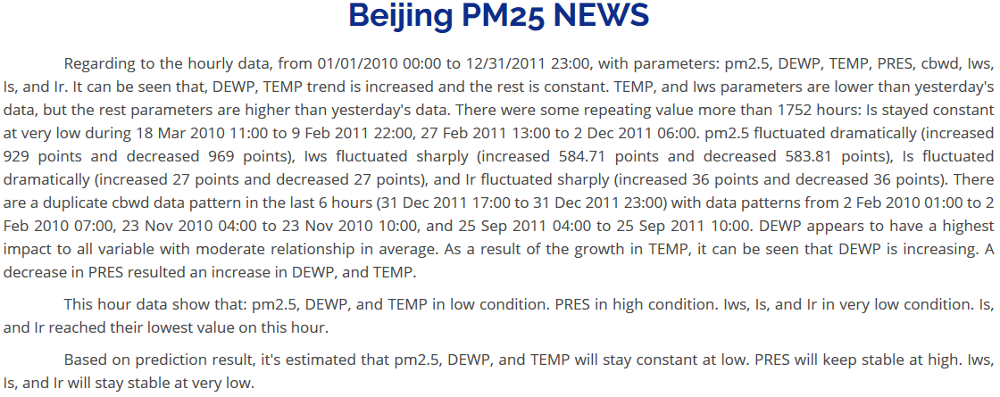 Beijing PM25 NEWS
Regarding to the hourly data, from 01/01/2010 00:00 to 12/31/2011 23:00, with parameters: pm2.5, DEWP, TEMP, PRES, cbwd, Iws,
Is, and Ir. It can be seen that, DEWP, TEMP trend is increased and the rest is constant. TEMP, and Iws parameters are lower than yesterday's
data, but the rest parameters are higher than yesterday's data. There were some repeating value more than 1752 hours: Is stayed constant
at very low during 18 Mar 2010 11:00 to 9 Feb 2011 22:00, 27 Feb 2011 13:00 to 2 Dec 2011 06:00. pm2.5 fluctuated dramatically (increased
929 points and decreased 969 points), Iws fluctuated sharply (increased 584.71 points and decreased 583.81 points), Is fluctuated
dramatically (increased 27 points and decreased 27 points), and Ir fluctuated sharply (increased 36 points and decreased 36 points). There
are a duplicate cbwd data pattern in the last 6 hours (31 Dec 2011 17:00 to 31 Dec 2011 23:00) with data patterns from 2 Feb 2010 01:00 to 2
Feb 2010 07:00, 23 Nov 2010 04:00 to 23 Nov 2010 10:00, and 25 Sep 2011 04:00 to 25 Sep 2011 10:00. DEWP appears to have a highest
impact to all variable with moderate relationship in average. As a result of the growth in TEMP, it can be seen that DEWP is increasing. A
decrease in PRES resulted an increase in DEWP, and TEMP.
This hour data show that: pm2.5, DEWP, and TEMP in low condition. PRES in high condition. Iws, Is, and Ir in very low condition. Is,
and Ir reached their lowest value on this hour.
Based on prediction result, it's estimated that pm2.5, DEWP, and TEMP will stay constant at low. PRES will keep stable at high. Iws,
Is, and Ir will stay stable at very low.